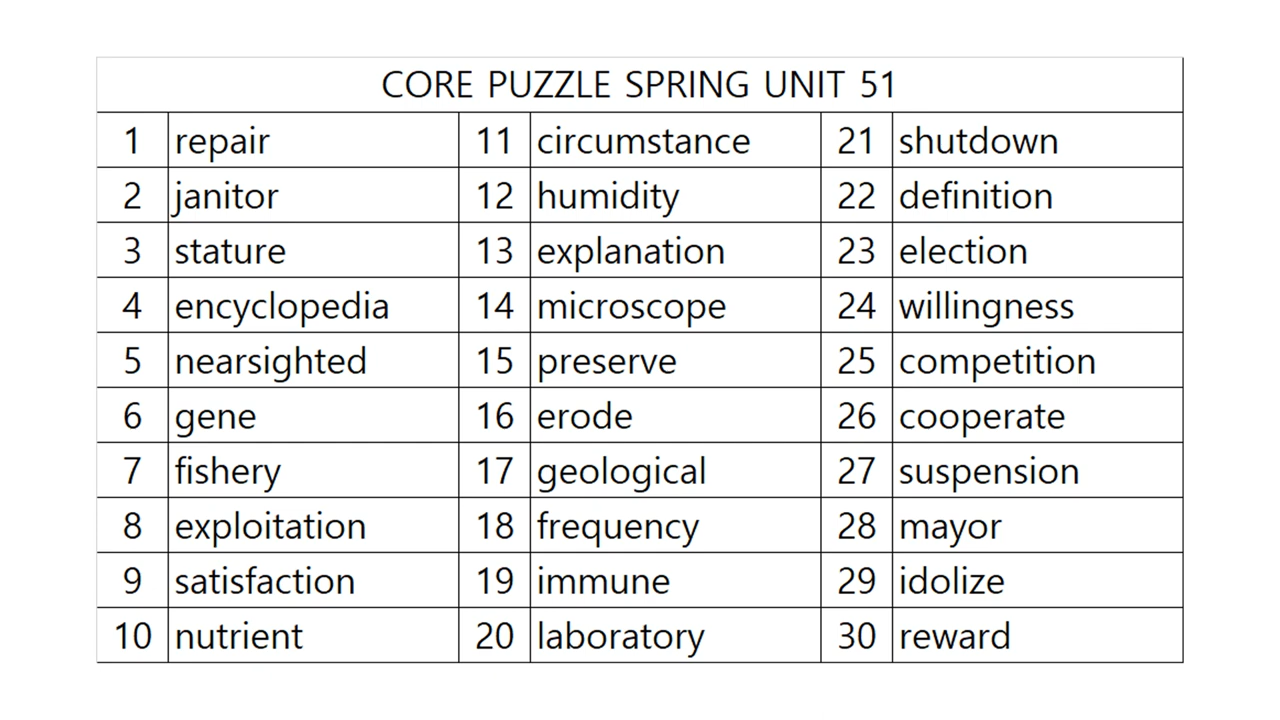 CORE PUZZLE SPRING UNIT 51
1 repair 11 circumstance 21 shutdown
2 janitor 12 humidity 22 definition
3 stature 13 explanation 23 election
4 encyclopedia 14 microscope 24 willingness
5 nearsighted 15 preserve 25 competition
6 gene 16 erode 26 cooperate
7 fishery 17 geological 27 suspension
8 exploitation 18 frequency 28 mayor
9 satisfaction 19 immune 29 idolize
10 nutrient 20 laboratory 30 reward